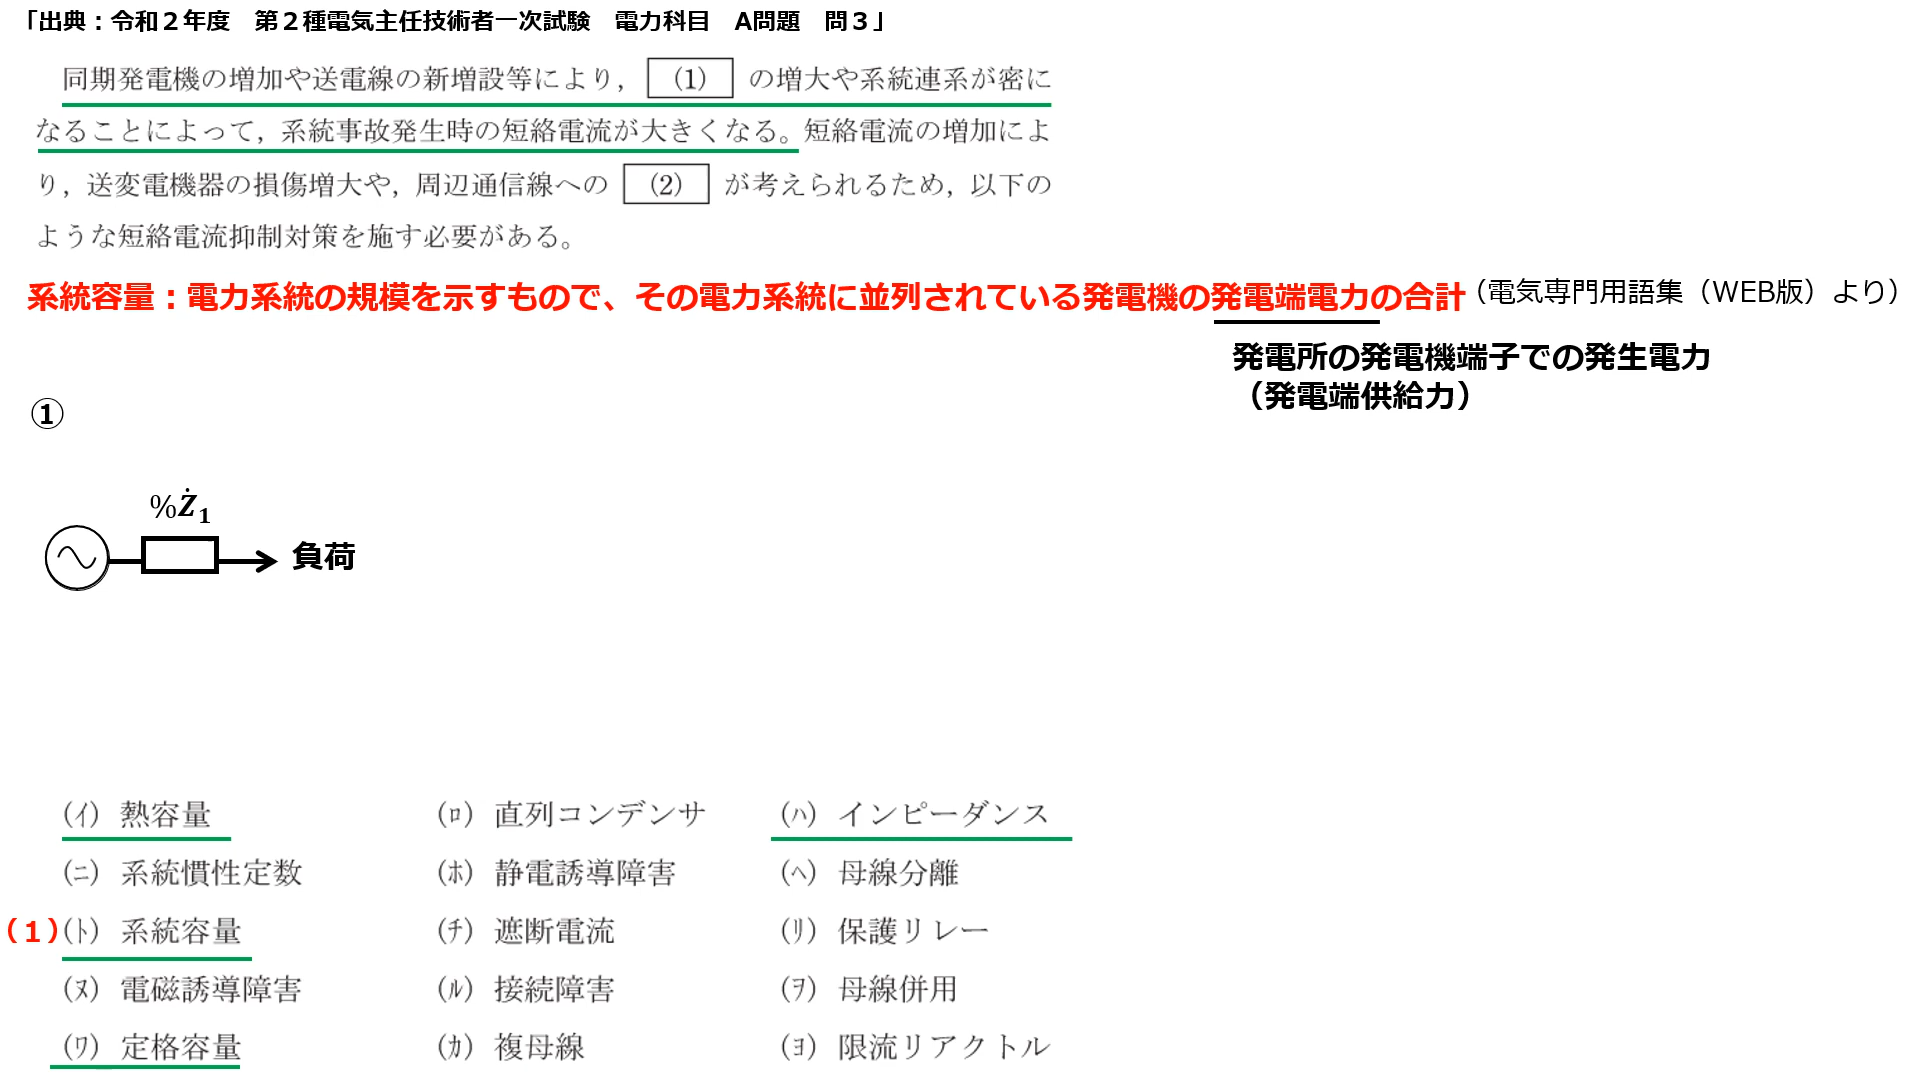 「出典：令和２年度　第２種電気主任技術者一次試験　電力科目　A問題　問３」
同期発電機の増加や送電線の新増設等により，(1) の増大や系統連系が密に
なることによって，系統事故発生時の短絡電流が大きくなる。短絡電流の増加によ
り，送変電機器の損傷増大や，周辺通信線への (2) が考えられるため，以下の
ような短絡電流抑制対策を施す必要がある。
系統容量：電力系統の規模を示すもので、その電力系統に並列されている発電機の発電端電力の合計（電気専門用語集（WEB版）より）
発電所の発電機端子での発生電力
（発電端供給力）
①
%Ż₁
負荷
(イ) 熱容量　(ロ) 直列コンデンサ　(ハ) インピーダンス
(ニ) 系統慣性定数　(ホ) 静電誘導障害　(ヘ) 母線分離
（１）(ト) 系統容量　(チ) 遮断電流　(リ) 保護リレー
(ヌ) 電磁誘導障害　(ル) 接続障害　(ヲ) 母線併用
(ワ) 定格容量　(カ) 複母線　(ヨ) 限流リアクトル